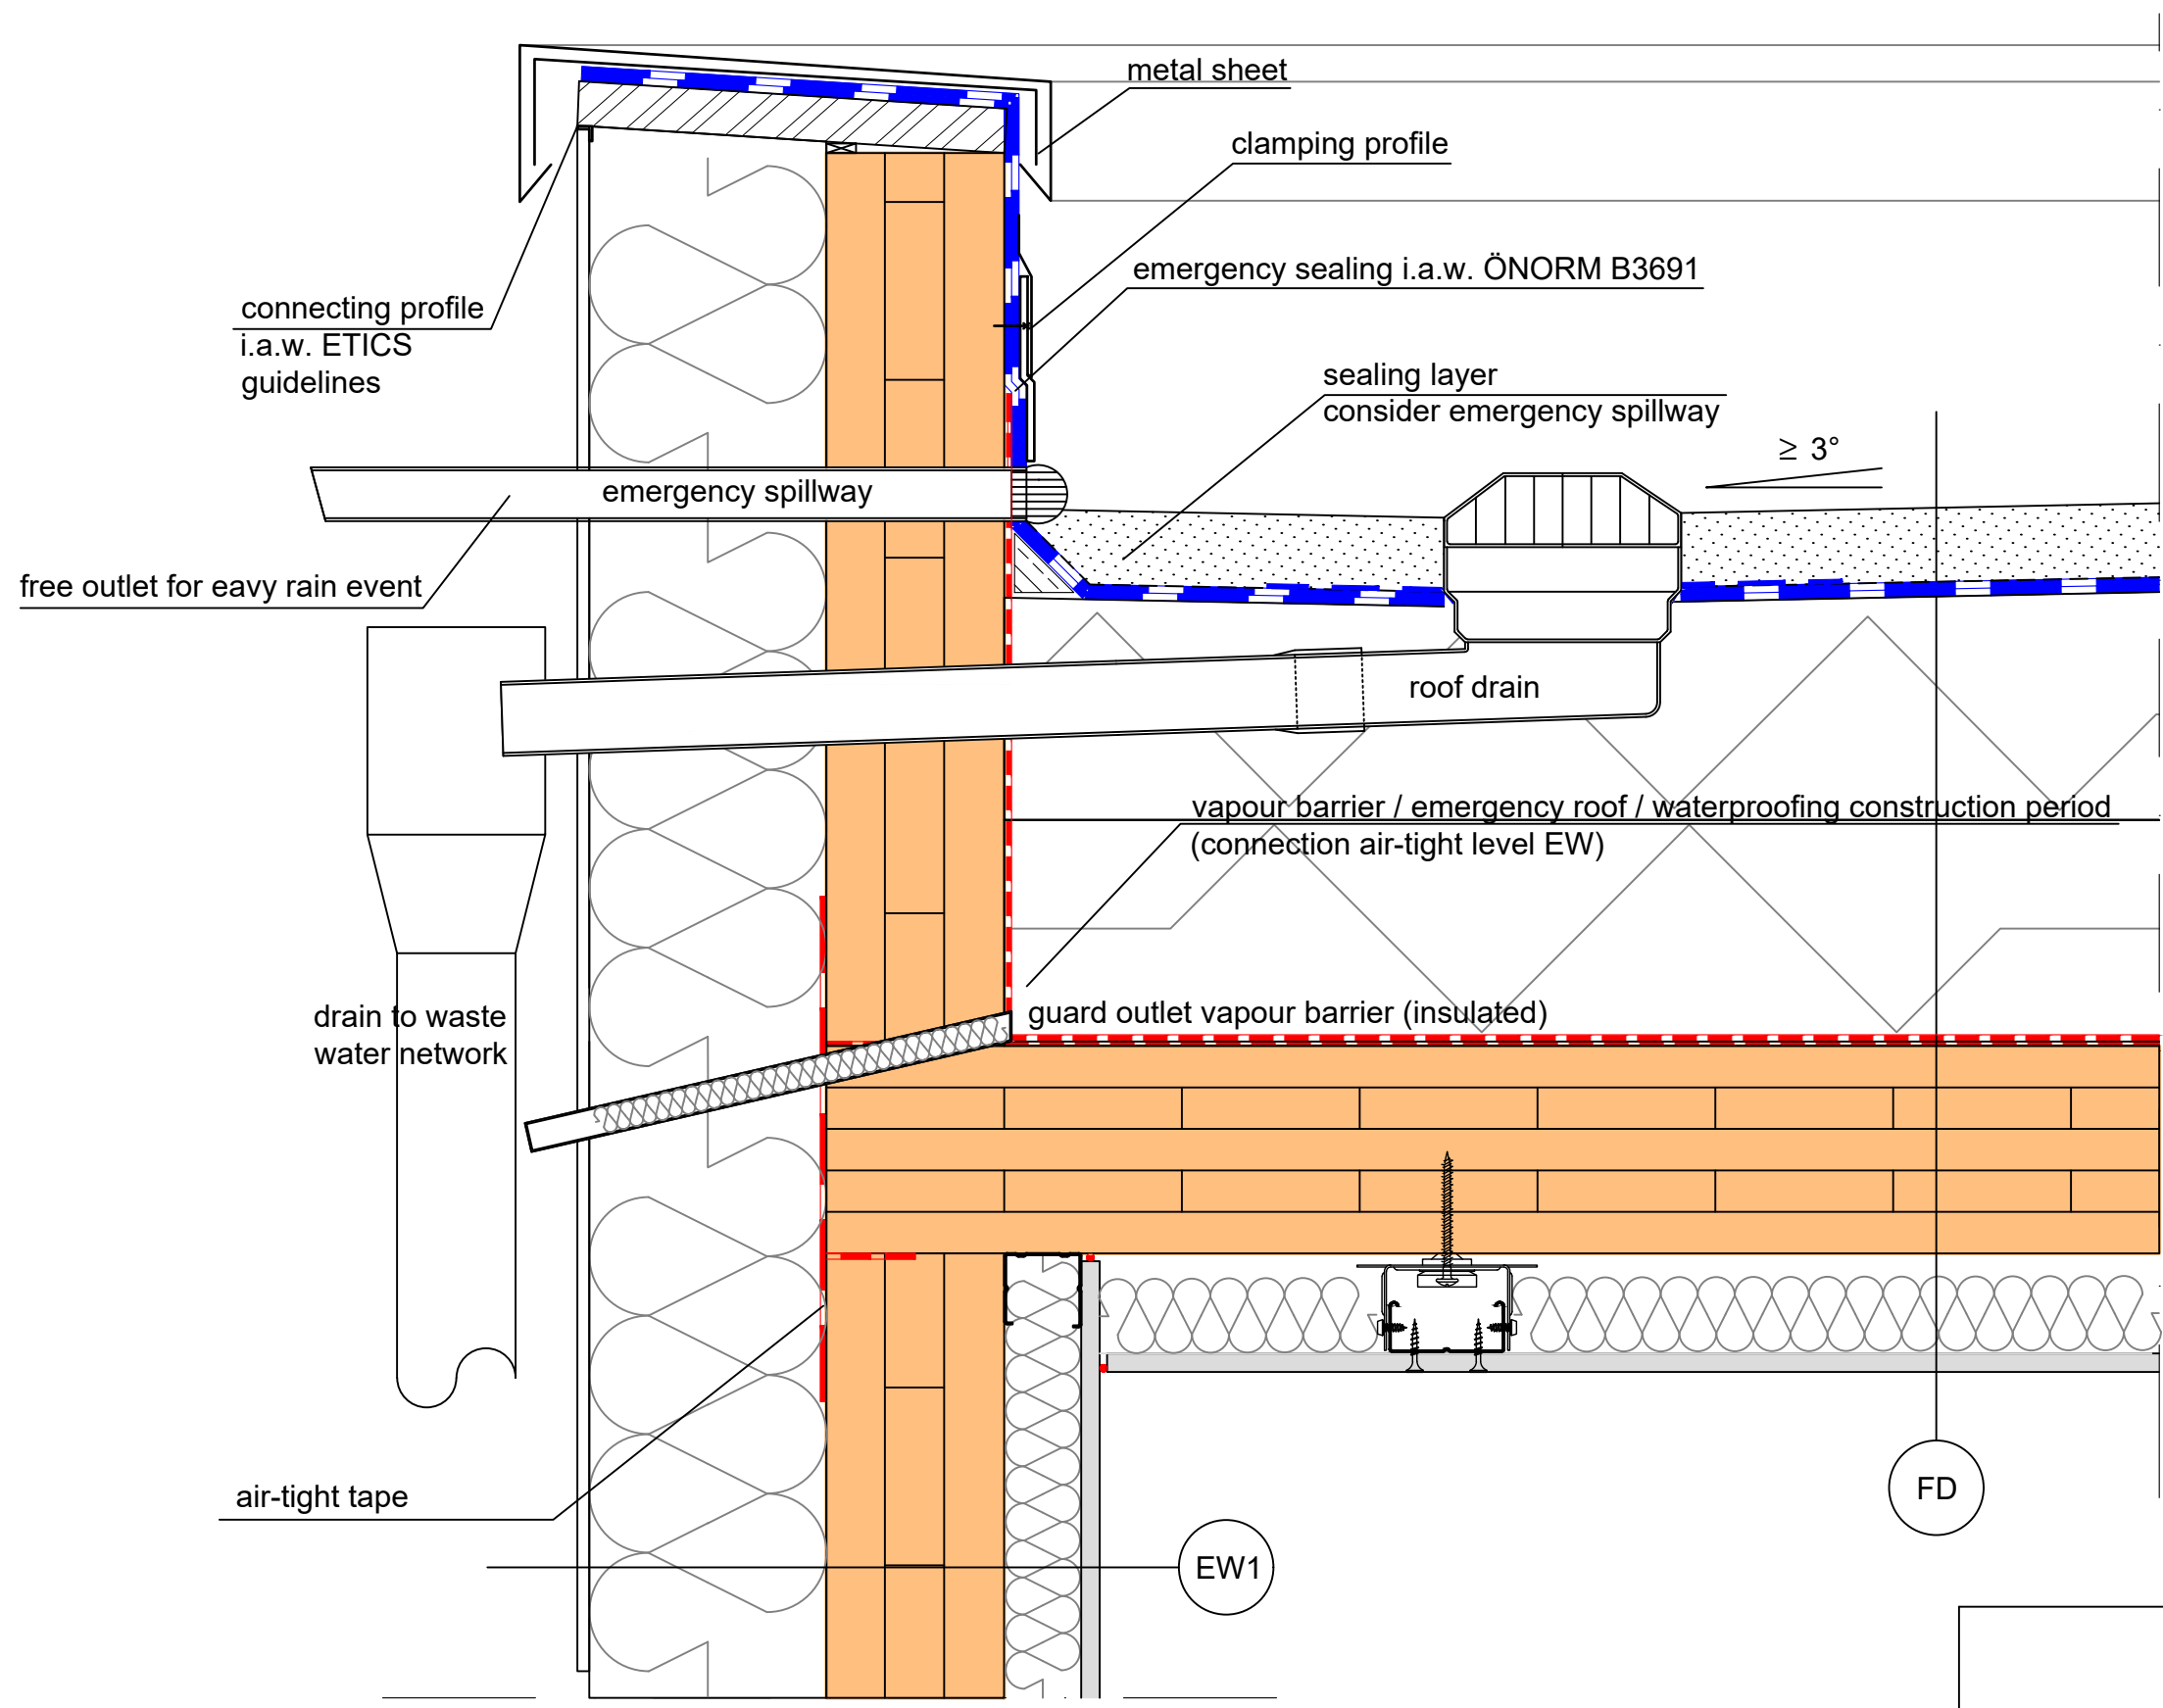 metal sheet
clamping profile
emergency sealing i.a.w. ÖNORM B3691
connecting profile
i.a.w. ETICS
guidelines
sealing layer
consider emergency spillway
≥ 3°
emergency spillway
free outlet for eavy rain event
roof drain
vapour barrier / emergency roof / waterproofing construction period
(connection air-tight level EW)
guard outlet vapour barrier (insulated)
drain to waste
water network
air-tight tape
FD
EW1